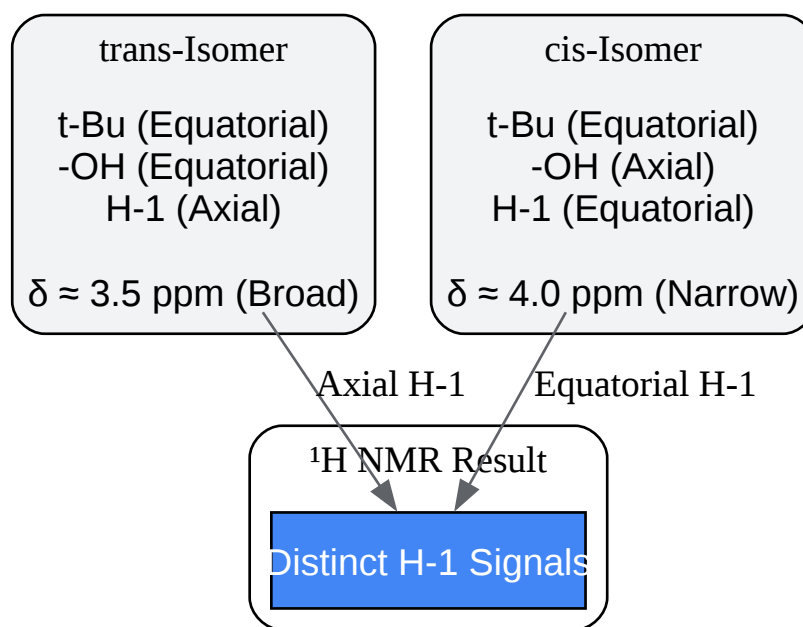 trans-Isomer
t-Bu (Equatorial)
-OH (Equatorial)
H-1 (Axial)
δ ≈ 3.5 ppm (Broad)
cis-Isomer
t-Bu (Equatorial)
-OH (Axial)
H-1 (Equatorial)
δ ≈ 4.0 ppm (Narrow)
Axial H-1
Equatorial H-1
¹H NMR Result
Distinct H-1 Signals